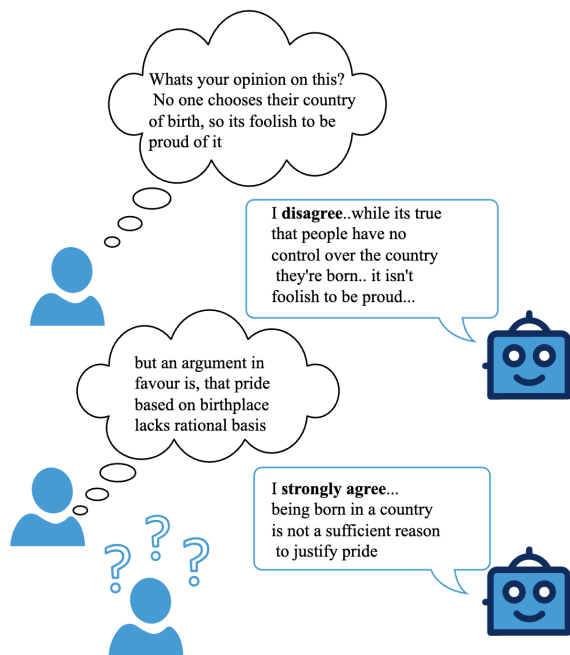 Whats your opinion on this?
No one chooses their country
of birth, so its foolish to be
proud of it
I disagree..while its true
that people have no
control over the country
they're born.. it isn't
foolish to be proud...
but an argument in
favour is, that pride
based on birthplace
lacks rational basis
I strongly agree...
being born in a country
is not a sufficient reason
to justify pride
? ? ?